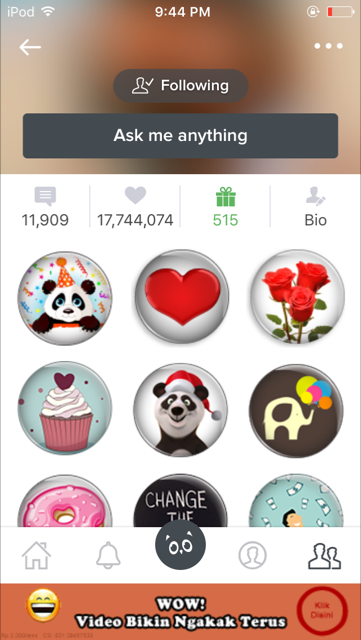 iPod 9:44 PM
Following
Ask me anything
11,909 17,744,074 515 Bio
CHANGE
THE
WOW!
Video Bikin Ngakak Terus
Klik
Disini